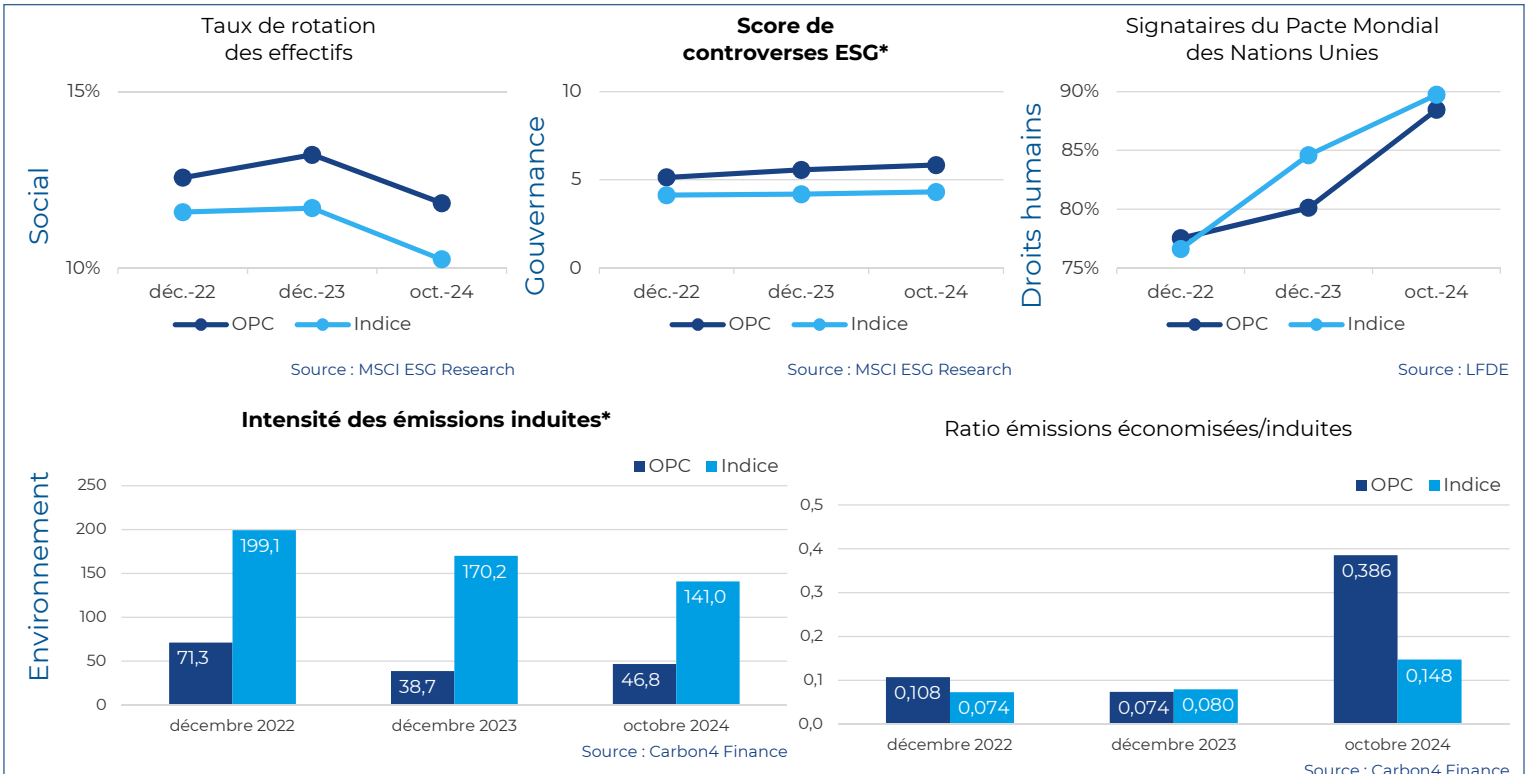 Taux de rotation
des effectifs
Social
15%
10%
déc.-22 déc.-23 oct.-24
OPC Indice
Source : MSCI ESG Research
Score de
controverses ESG*
Gouvernance
10
5
0
déc.-22 déc.-23 oct.-24
OPC Indice
Source : MSCI ESG Research
Signataires du Pacte Mondial
des Nations Unies
Droits humains
90%
85%
80%
75%
déc.-22 déc.-23 oct.-24
OPC Indice
Source : LFDE
Intensité des émissions induites*
Environnement
OPC Indice
250
200
150
100
50
0
71,3 199,1
38,7 170,2
46,8 141,0
décembre 2022 décembre 2023 octobre 2024
Source : Carbon4 Finance
Ratio émissions économisées/induites
OPC Indice
0,5
0,4
0,3
0,2
0,1
0,0
0,108 0,074
0,074 0,080
0,386 0,148
décembre 2022 décembre 2023 octobre 2024
Source : Carbon4 Finance